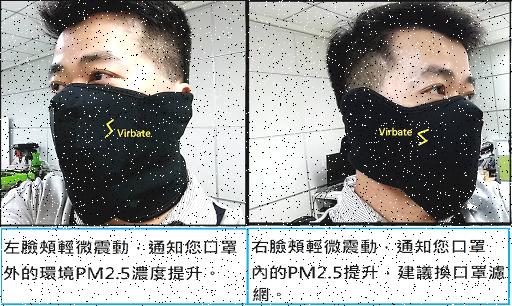 Virbate.
Virbate
左臉頰輕微震動，通知您口罩
外的環境PM2.5濃度提升。
右臉頰輕微震動，通知您口罩
內的PM2.5提升，建議換口罩濾
網。